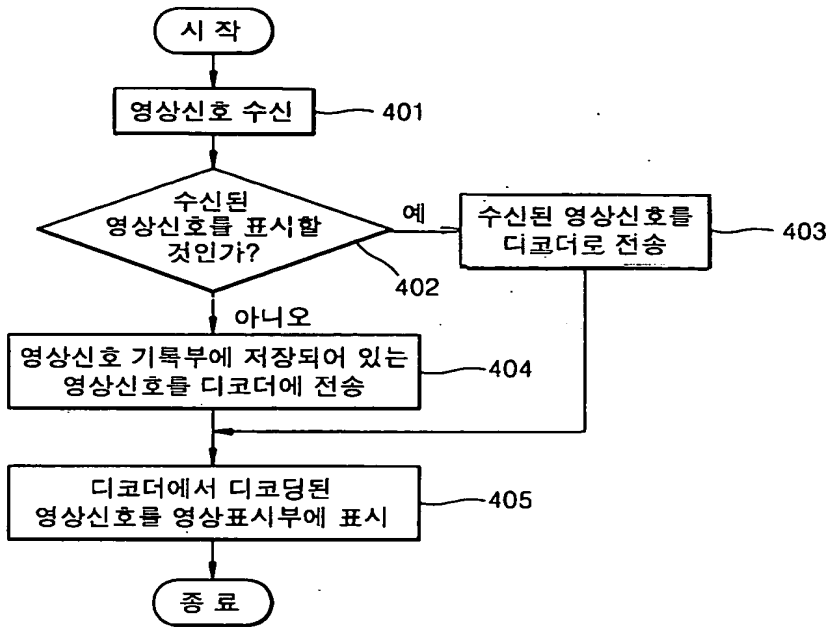 시 작
영상신호 수신
401
수신된
영상신호를 표시할
것인가?
402
예
수신된 영상신호를
디코더로 전송
403
아니오
영상신호 기록부에 저장되어 있는
영상신호를 디코더에 전송
404
디코더에서 디코딩된
영상신호를 영상표시부에 표시
405
종 료